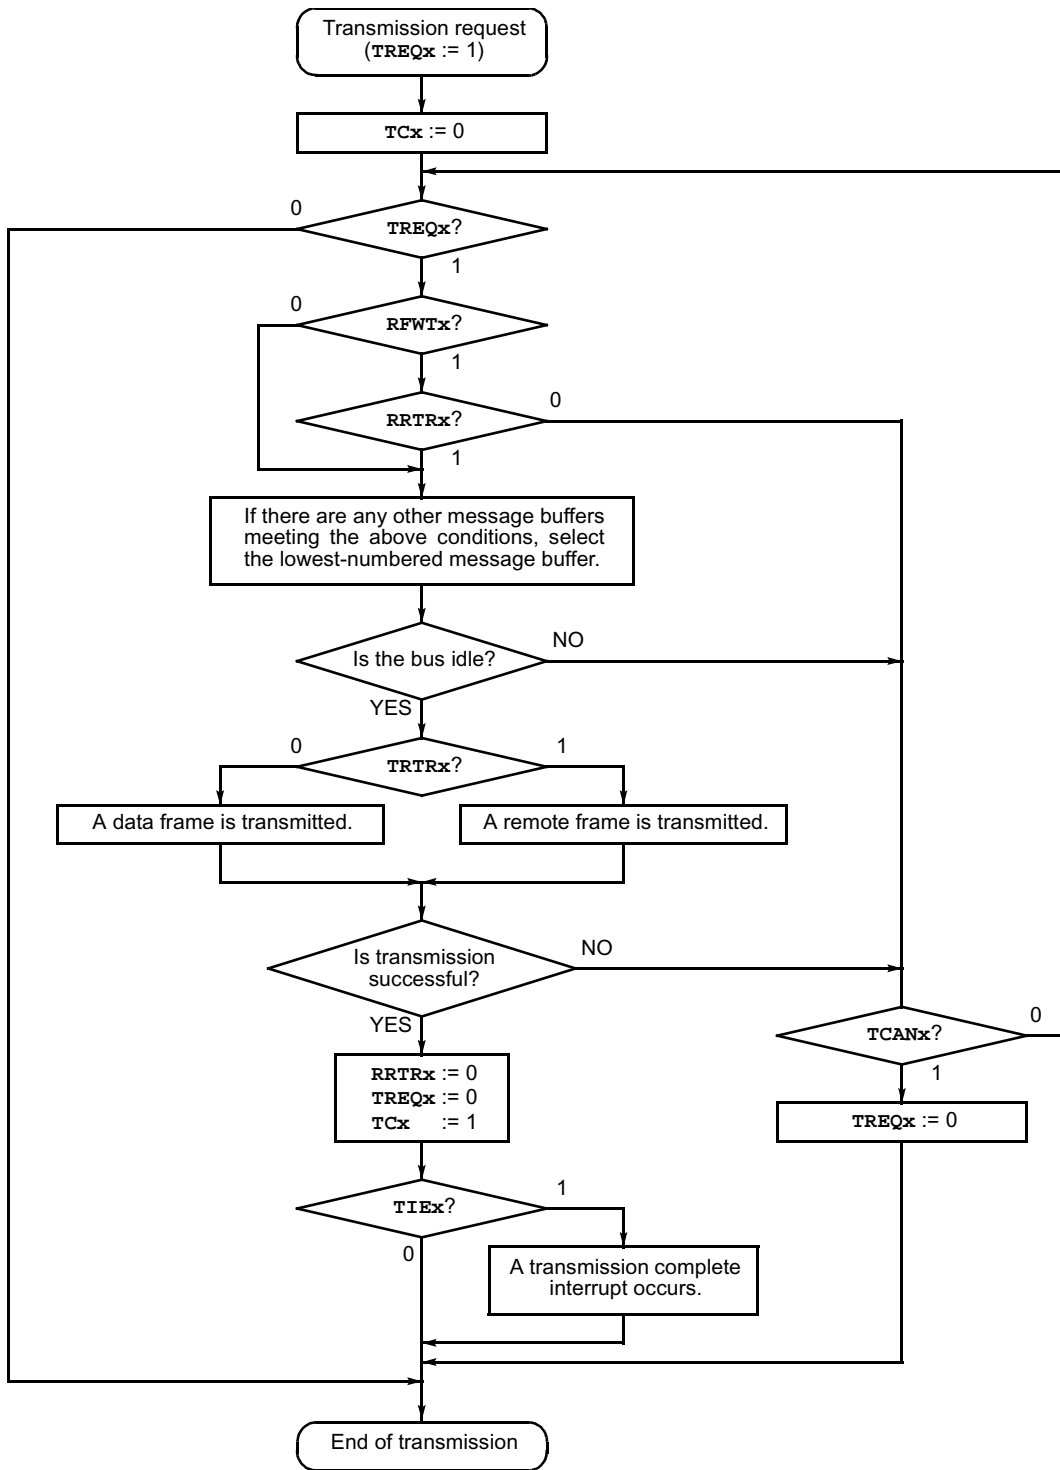 Transmission request
(TREQx := 1)
TCx := 0
0
TREQx?
1
0
RFWTx?
1
RRTRx?
0
1
If there are any other message buffers
meeting the above conditions, select
the lowest-numbered message buffer.
Is the bus idle?
NO
YES
0
TRTRx?
1
A data frame is transmitted.
A remote frame is transmitted.
Is transmission
successful?
NO
YES
TCANx?
0
1
RRTRx := 0
TREQx := 0
TCx := 1
TREQx := 0
TIEx?
1
0
A transmission complete
interrupt occurs.
End of transmission